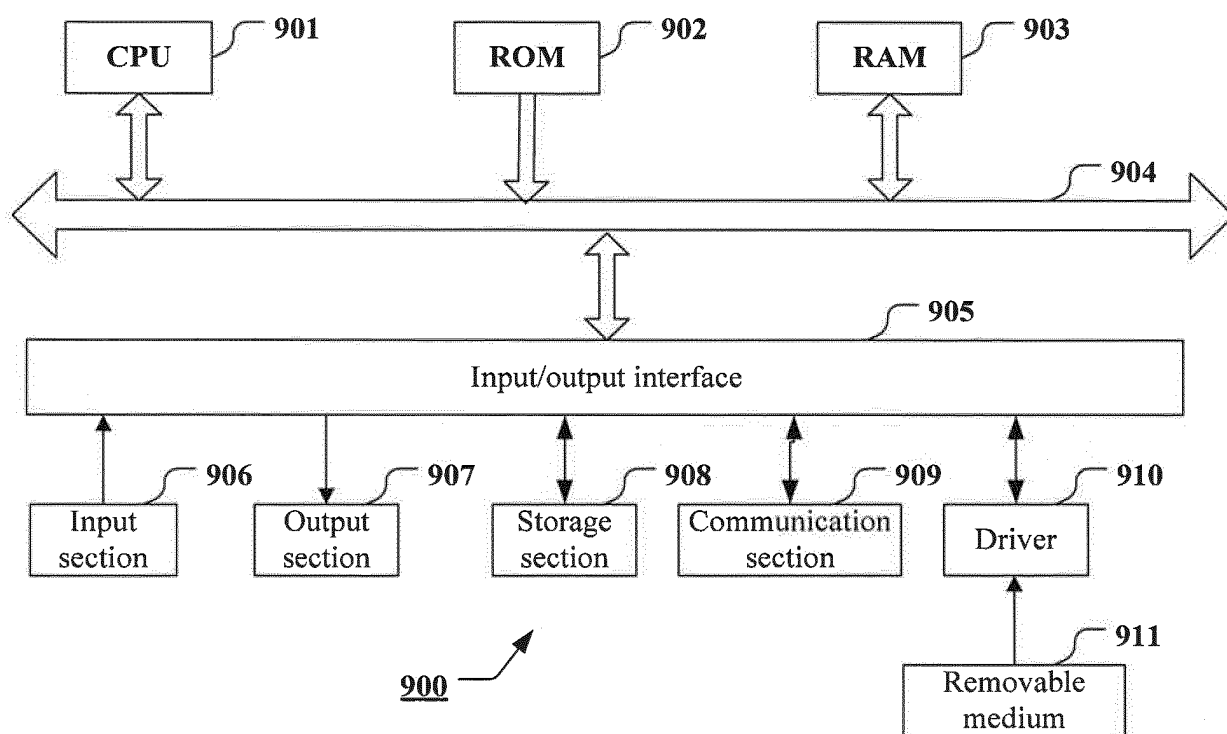 CPU
901
ROM
902
RAM
903
904
905
Input/output interface
906
907
908
909
910
Input
section
Output
section
Storage
section
Communication
section
Driver
911
900
Removable
medium